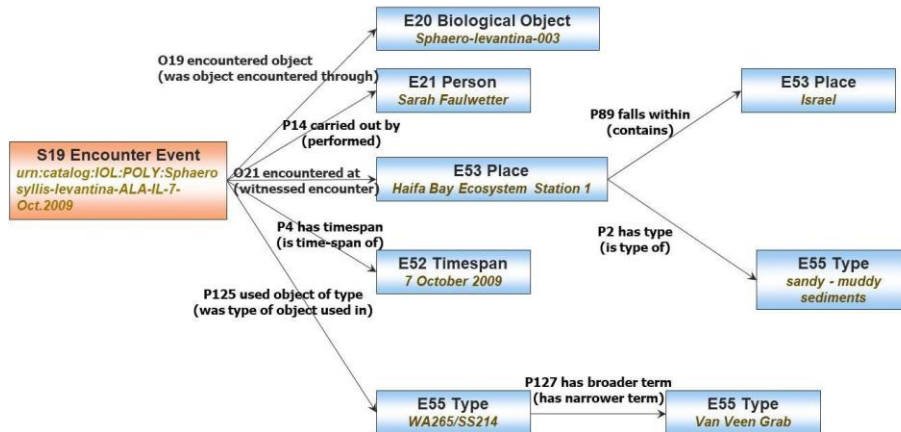 E20 Biological Object
Sphaero-levantina-003
O19 encountered object
(was object encountered through)
E21 Person
Sarah Faulwetter
E53 Place
Israel
P89 falls within
(contains)
P14 carried out by
(performed)
S19 Encounter Event
urn:catalog:IOL:POLY:Sphaero
syllis-levantina-ALA-IL-7-
Oct.2009
O21 encountered at
(witnessed encounter)
E53 Place
Haifa Bay Ecosystem Station 1
P4 has timespan
(is time-span of)
P2 has type
(is type of)
E52 Timespan
7 October 2009
E55 Type
sandy - muddy
sediments
P125 used object of type
(was type of object used in)
P127 has broader term
(has narrower term)
E55 Type
WA265/SS214
E55 Type
Van Veen Grab